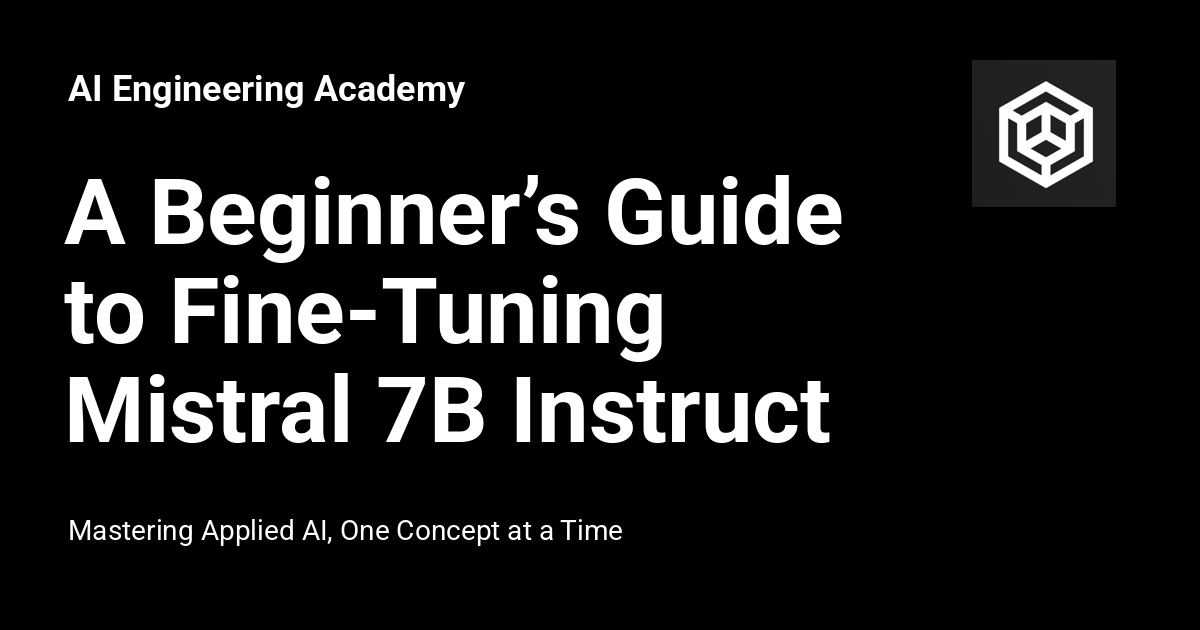 AI Engineering Academy
A Beginner’s Guide
to Fine-Tuning
Mistral 7B Instruct
Mastering Applied AI, One Concept at a Time